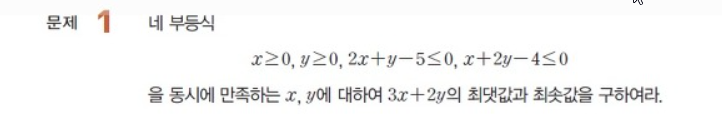 문제 1 네 부등식
x≥0, y≥0, 2x+y−5≤0, x+2y−4≤0
을 동시에 만족하는 x, y에 대하여 3x+2y의 최댓값과 최솟값을 구하여라.